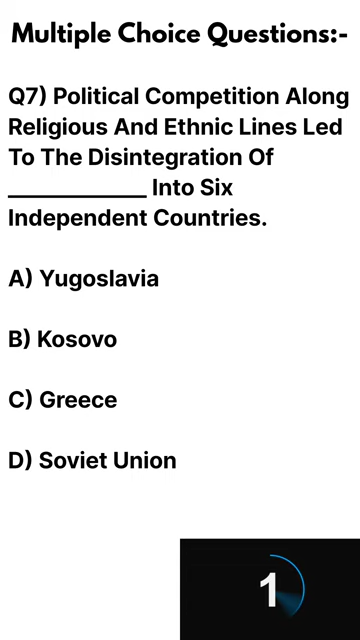 Multiple Choice Questions:-
Q7) Political Competition Along
Religious And Ethnic Lines Led
To The Disintegration Of
____________ Into Six
Independent Countries.
A) Yugoslavia
B) Kosovo
C) Greece
D) Soviet Union
1